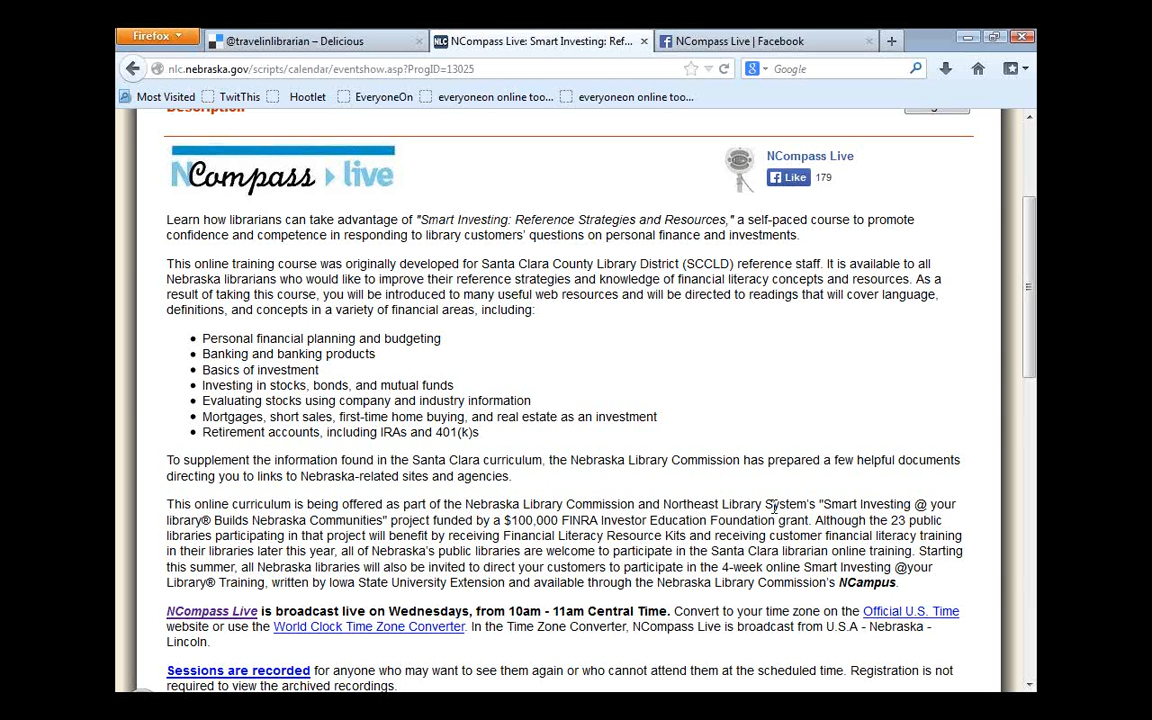 Firefox
@travelinlibrarian – Delicious
NCompass Live: Smart Investing: Ref...
NCompass Live | Facebook
nlc.nebraska.gov/scripts/calendar/eventshow.asp?ProgID=13025
Google
Most Visited
TwitThis
Hootlet
EveryoneOn
everyoneon online too...
everyoneon online too...
Description
NCompass live
NCompass Live
Like 179
Learn how librarians can take advantage of "Smart Investing: Reference Strategies and Resources," a self-paced course to promote
confidence and competence in responding to library customers' questions on personal finance and investments.
This online training course was originally developed for Santa Clara County Library District (SCCLD) reference staff. It is available to all
Nebraska librarians who would like to improve their reference strategies and knowledge of financial literacy concepts and resources. As a
result of taking this course, you will be introduced to many useful web resources and will be directed to readings that will cover language,
definitions, and concepts in a variety of financial areas, including:
• Personal financial planning and budgeting
• Banking and banking products
• Basics of investment
• Investing in stocks, bonds, and mutual funds
• Evaluating stocks using company and industry information
• Mortgages, short sales, first-time home buying, and real estate as an investment
• Retirement accounts, including IRAs and 401(k)s
To supplement the information found in the Santa Clara curriculum, the Nebraska Library Commission has prepared a few helpful documents
directing you to links to Nebraska-related sites and agencies.
This online curriculum is being offered as part of the Nebraska Library Commission and Northeast Library System's "Smart Investing @ your
library® Builds Nebraska Communities" project funded by a $100,000 FINRA Investor Education Foundation grant. Although the 23 public
libraries participating in that project will benefit by receiving Financial Literacy Resource Kits and receiving customer financial literacy training
in their libraries later this year, all of Nebraska's public libraries are welcome to participate in the Santa Clara librarian online training. Starting
this summer, all Nebraska libraries will also be invited to direct your customers to participate in the 4-week online Smart Investing @your
Library® Training, written by Iowa State University Extension and available through the Nebraska Library Commission's NCampus.
NCompass Live is broadcast live on Wednesdays, from 10am - 11am Central Time. Convert to your time zone on the Official U.S. Time
website or use the World Clock Time Zone Converter. In the Time Zone Converter, NCompass Live is broadcast from U.S.A - Nebraska -
Lincoln.
Sessions are recorded for anyone who may want to see them again or who cannot attend them at the scheduled time. Registration is not
required to view the archived recordings.